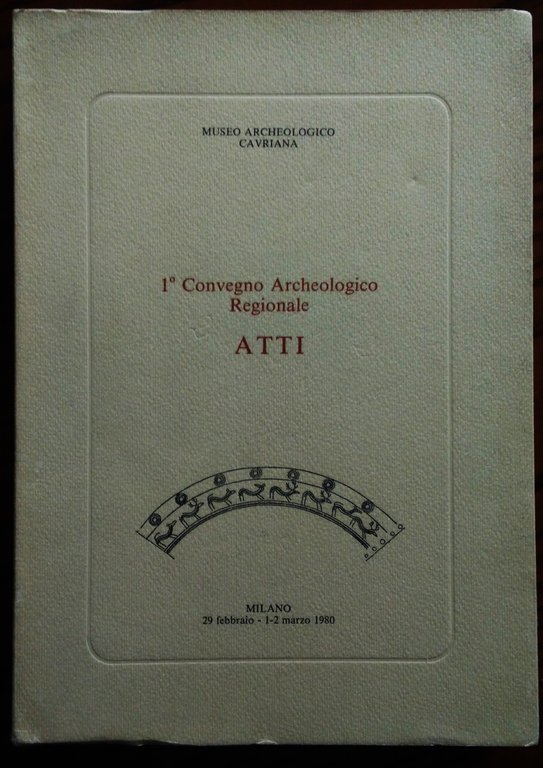 MUSEO ARCHEOLOGICO
CAVRIANA
1º Convegno Archeologico
Regionale
ATTI
MILANO
29 febbraio - 1-2 marzo 1980